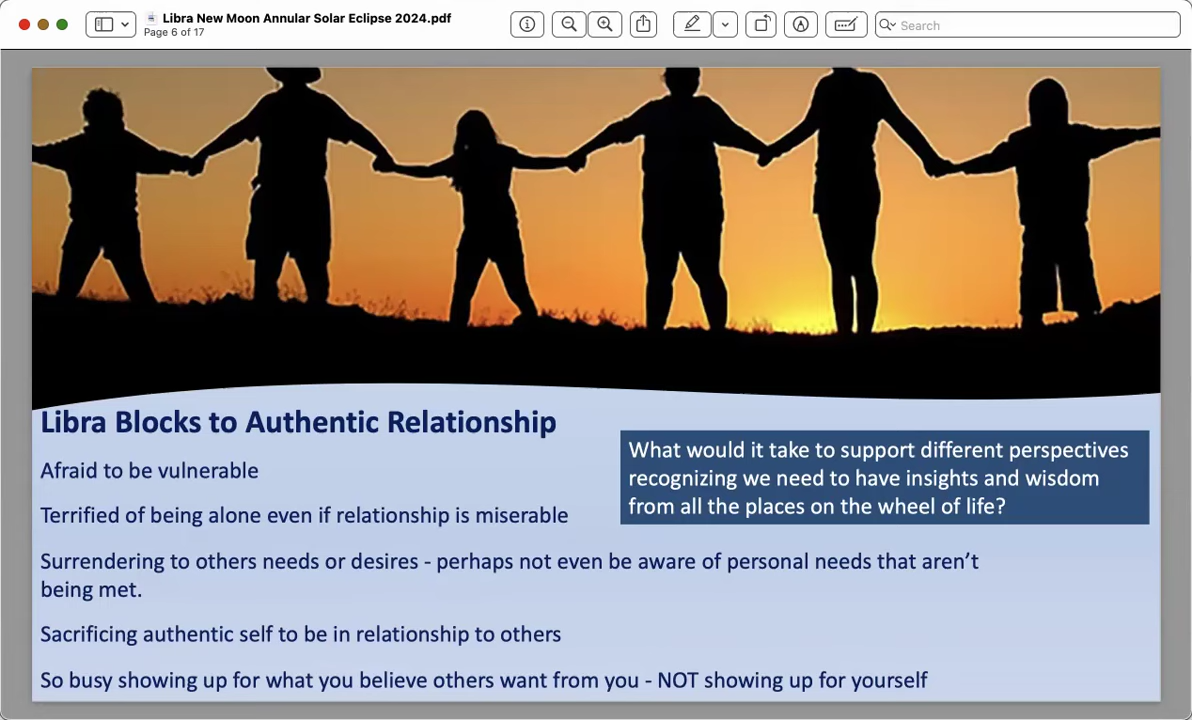 Libra New Moon Annular Solar Eclipse 2024.pdf
Page 6 of 17
Search
Libra Blocks to Authentic Relationship
What would it take to support different perspectives
recognizing we need to have insights and wisdom
from all the places on the wheel of life?
Afraid to be vulnerable
Terrified of being alone even if relationship is miserable
Surrendering to others needs or desires - perhaps not even be aware of personal needs that aren't
being met.
Sacrificing authentic self to be in relationship to others
So busy showing up for what you believe others want from you - NOT showing up for yourself